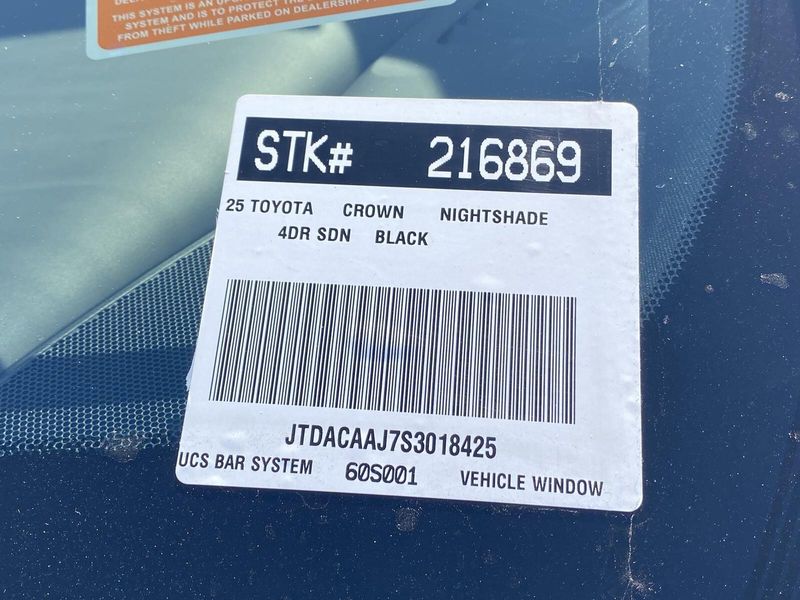 THIS SYSTEM IS AN
SYSTEM AND IS TO PROTECT THE
FROM THEFT WHILE PARKED ON DEALERSHIP
STK# 216869
25 TOYOTA CROWN NIGHTSHADE
4DR SDN BLACK
JTDACAAJ7S3018425
UCS BAR SYSTEM 60S001 VEHICLE WINDOW